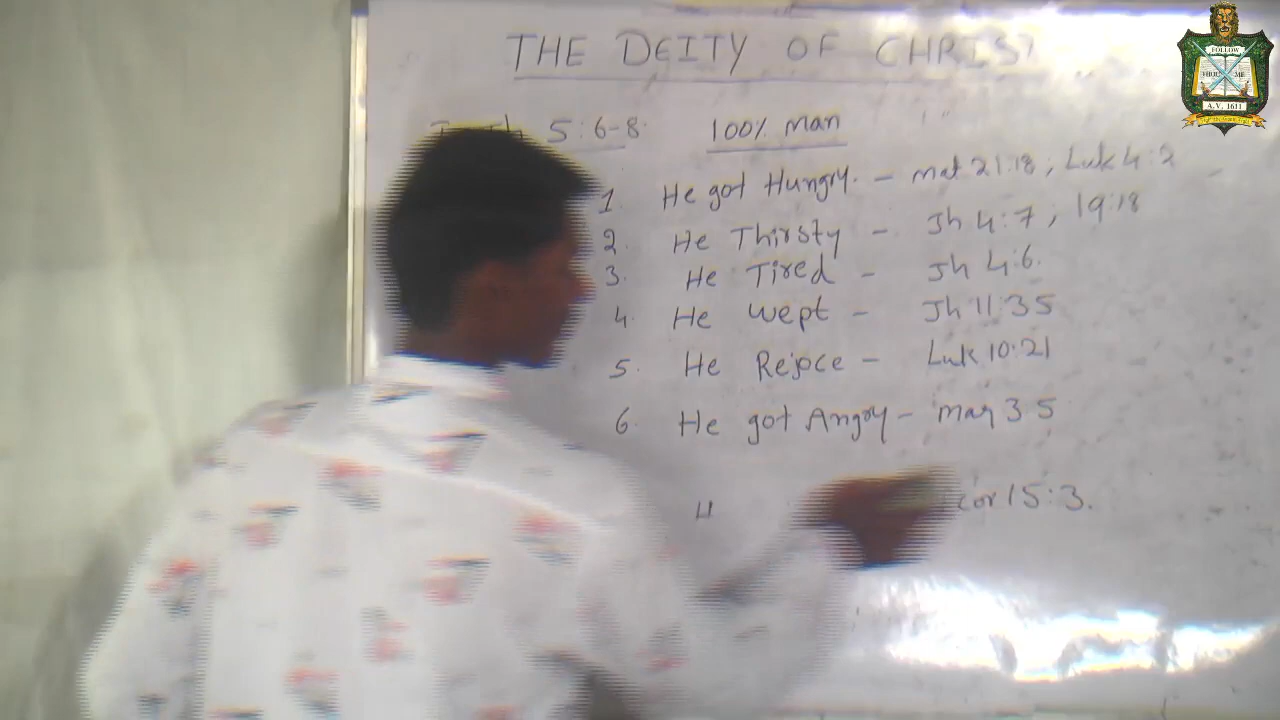 THE DEITY OF CHRIST
5:6-8 100% Man
1 He got Hungry. - mat 21:18 ; Luk 4:2
2. He Thirsty - Jh 4:7, 19:18
3. He Tired - Jh 4:6.
4. He wept - Jh 11:35
5. He Rejoce - Luk 10:21
6. He got Angry - mar 3 5
cor 15:3.
FOLLOW
THOU ME
A.V. 1611